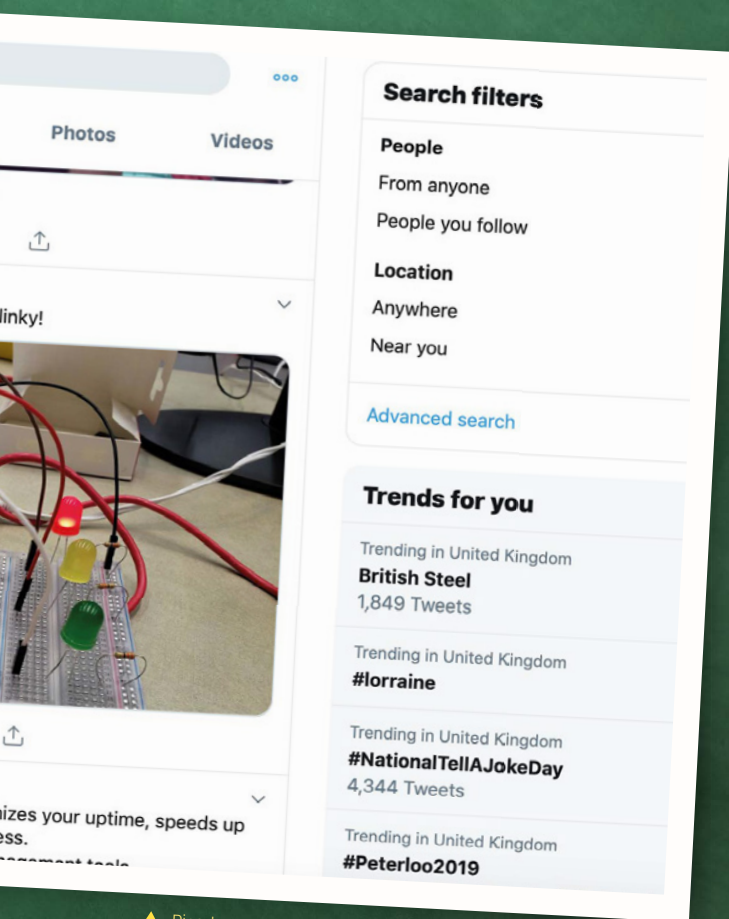 Photos
Videos
linky!
nizes your uptime, speeds up
ess.
Search filters
People
From anyone
People you follow
Location
Anywhere
Near you
Advanced search
Trends for you
Trending in United Kingdom
British Steel
1,849 Tweets
Trending in United Kingdom
#lorraine
Trending in United Kingdom
#NationalTellAJokeDay
4,344 Tweets
Trending in United Kingdom
#Peterloo2019